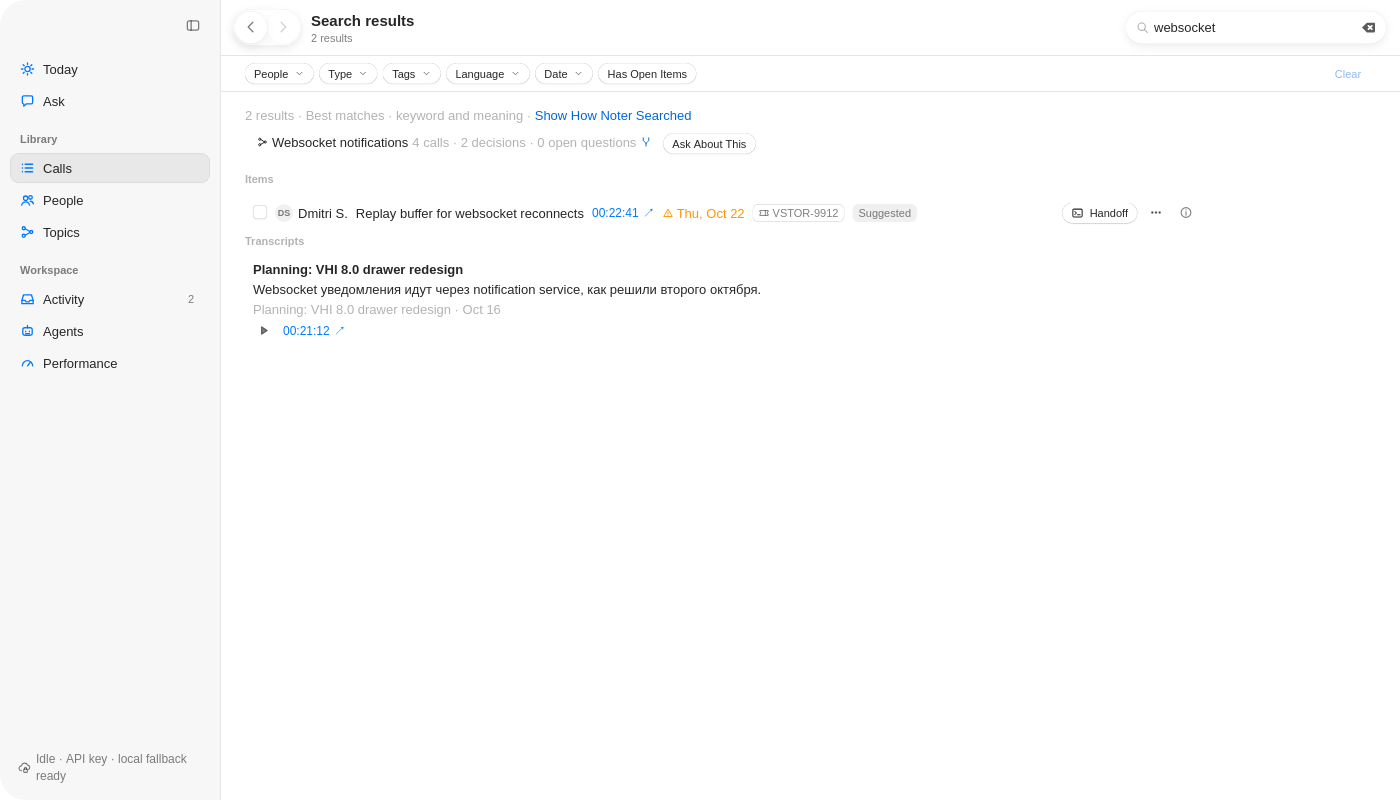 Search results
2 results
websocket
Today
Ask
Library
Calls
People
Topics
Workspace
Activity 2
Agents
Performance
Idle · API key · local fallback
ready
People Type Tags Language Date Has Open Items Clear
2 results · Best matches · keyword and meaning · Show How Noter Searched
Websocket notifications 4 calls · 2 decisions · 0 open questions Ask About This
Items
DS Dmitri S. Replay buffer for websocket reconnects 00:22:41 Thu, Oct 22 VSTOR-9912 Suggested Handoff
Transcripts
Planning: VHI 8.0 drawer redesign
Websocket уведомления идут через notification service, как решили второго октября.
Planning: VHI 8.0 drawer redesign · Oct 16
00:21:12